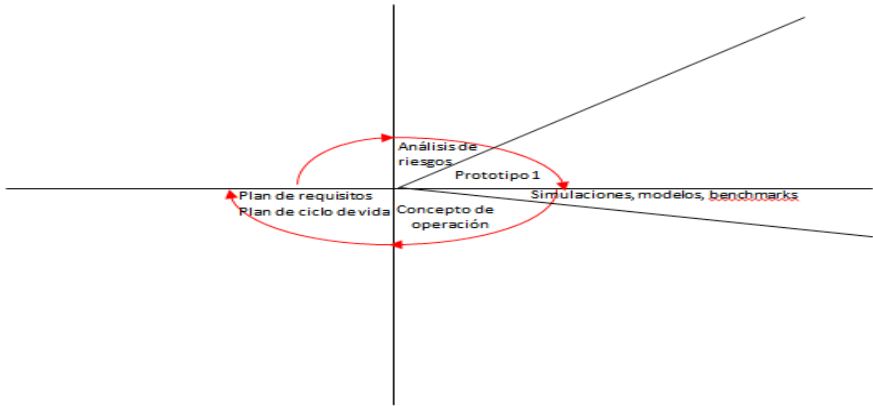 Análisis de
riesgos
Prototipo 1
Simulaciones, modelos, benchmarks
Plan de requisitos
Plan de ciclo de vida
Concepto de
operación